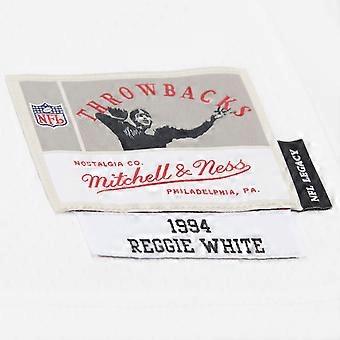 THROWBACKS
NFL
NOSTALGIA CO.
Mitchell & Ness
PHILADELPHIA, PA.
NFL LEGACY
1994
REGGIE WHITE